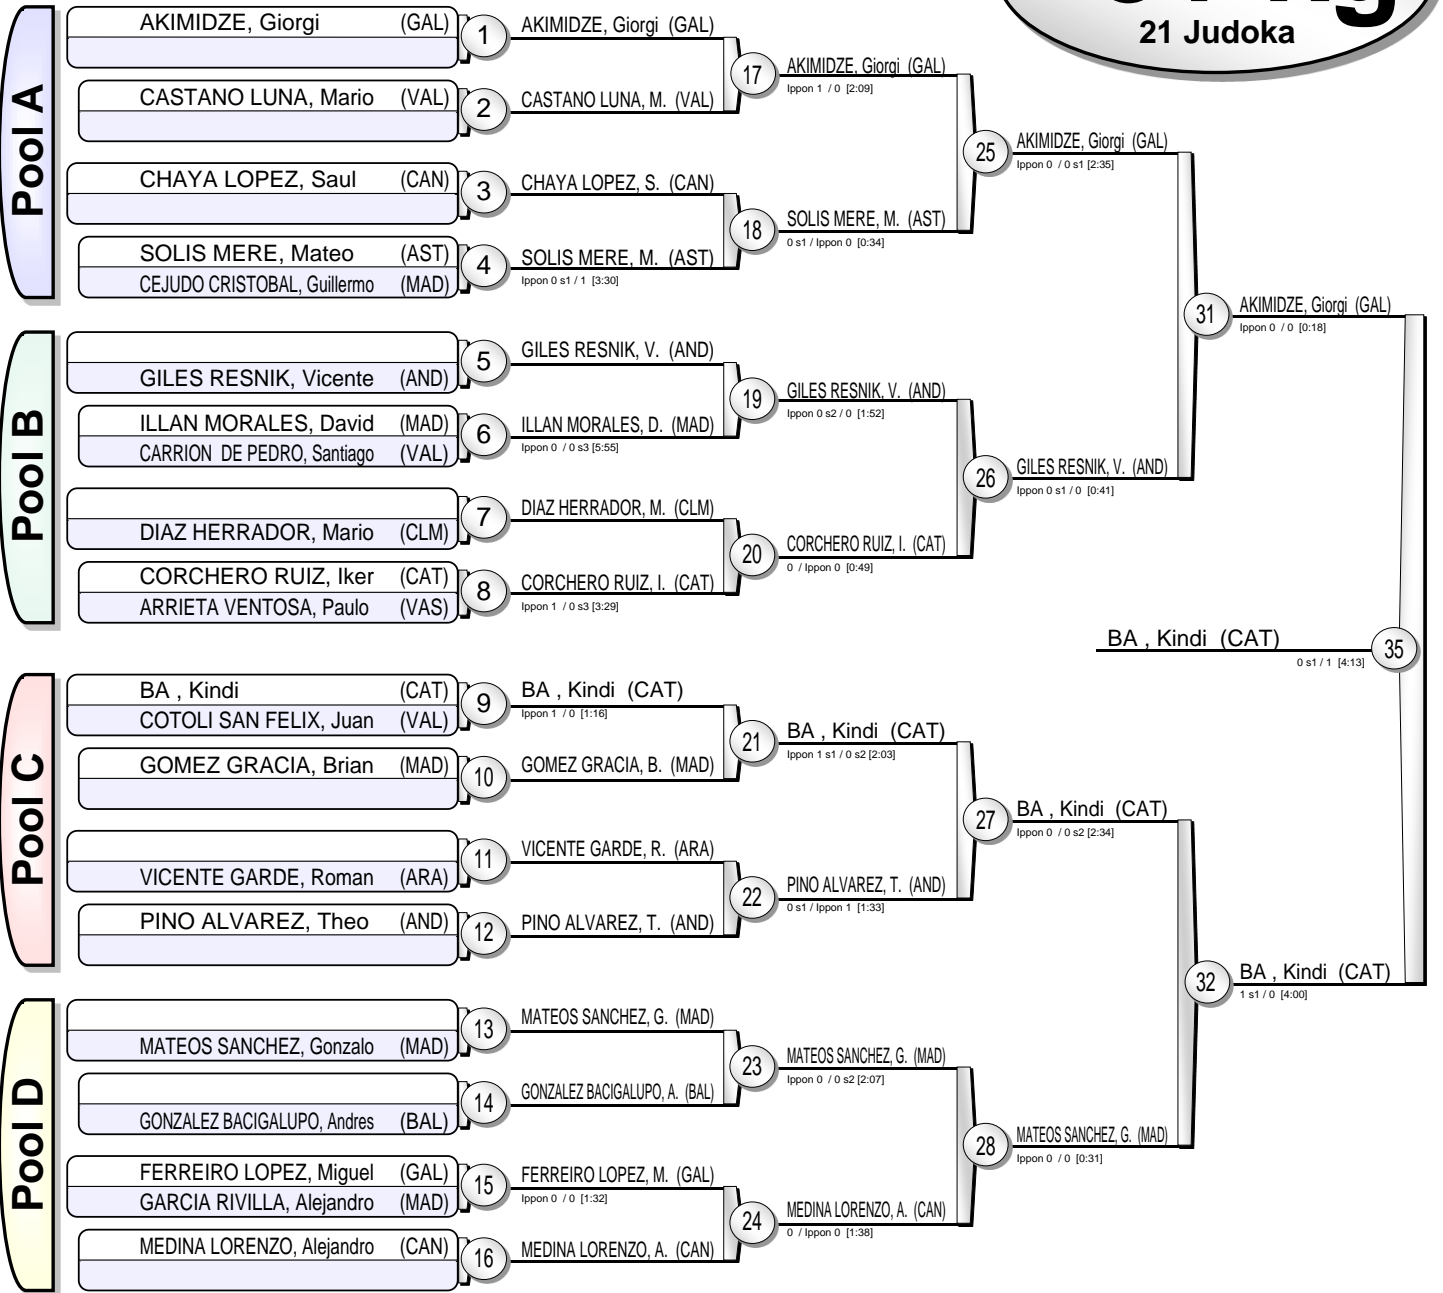 21 Judoka
Pool A
AKIMIDZE, Giorgi (GAL)
1
CASTANO LUNA, Mario (VAL)
2
CHAYA LOPEZ, Saul (CAN)
3
SOLIS MERE, Mateo (AST)
CEJUDO CRISTOBAL, Guillermo (MAD)
4
Pool B
GILES RESNIK, Vicente (AND)
5
ILLAN MORALES, David (MAD)
CARRION DE PEDRO, Santiago (VAL)
6
DIAZ HERRADOR, Mario (CLM)
7
CORCHERO RUIZ, Iker (CAT)
ARRIETA VENTOSA, Paulo (VAS)
8
Pool C
BA , Kindi (CAT)
COTOLI SAN FELIX, Juan (VAL)
9
GOMEZ GRACIA, Brian (MAD)
10
VICENTE GARDE, Roman (ARA)
11
PINO ALVAREZ, Theo (AND)
12
Pool D
MATEOS SANCHEZ, Gonzalo (MAD)
13
GONZALEZ BACIGALUPO, Andres (BAL)
14
FERREIRO LOPEZ, Miguel (GAL)
GARCIA RIVILLA, Alejandro (MAD)
15
MEDINA LORENZO, Alejandro (CAN)
16
AKIMIDZE, Giorgi (GAL)
CASTANO LUNA, M. (VAL)
17
CHAYA LOPEZ, S. (CAN)
SOLIS MERE, M. (AST)
Ippon 0 s1 / 1 [3:30]
18
GILES RESNIK, V. (AND)
ILLAN MORALES, D. (MAD)
Ippon 0 / 0 s3 [5:55]
19
DIAZ HERRADOR, M. (CLM)
CORCHERO RUIZ, I. (CAT)
Ippon 1 / 0 s3 [3:29]
20
BA , Kindi (CAT)
Ippon 1 / 0 [1:16]
GOMEZ GRACIA, B. (MAD)
21
VICENTE GARDE, R. (ARA)
PINO ALVAREZ, T. (AND)
22
MATEOS SANCHEZ, G. (MAD)
GONZALEZ BACIGALUPO, A. (BAL)
23
FERREIRO LOPEZ, M. (GAL)
Ippon 0 / 0 [1:32]
MEDINA LORENZO, A. (CAN)
24
AKIMIDZE, Giorgi (GAL)
Ippon 1 / 0 [2:09]
SOLIS MERE, M. (AST)
0 s1 / Ippon 0 [0:34]
25
GILES RESNIK, V. (AND)
Ippon 0 s2 / 0 [1:52]
CORCHERO RUIZ, I. (CAT)
0 / Ippon 0 [0:49]
26
BA , Kindi (CAT)
Ippon 1 s1 / 0 s2 [2:03]
PINO ALVAREZ, T. (AND)
0 s1 / Ippon 1 [1:33]
27
MATEOS SANCHEZ, G. (MAD)
Ippon 0 / 0 s2 [2:07]
MEDINA LORENZO, A. (CAN)
0 / Ippon 0 [1:38]
28
AKIMIDZE, Giorgi (GAL)
Ippon 0 / 0 s1 [2:35]
GILES RESNIK, V. (AND)
Ippon 0 s1 / 0 [0:41]
31
BA , Kindi (CAT)
Ippon 0 / 0 s2 [2:34]
MATEOS SANCHEZ, G. (MAD)
Ippon 0 / 0 [0:31]
32
AKIMIDZE, Giorgi (GAL)
Ippon 0 / 0 [0:18]
BA , Kindi (CAT)
1 s1 / 0 [4:00]
BA , Kindi (CAT)
0 s1 / 1 [4:13]
35